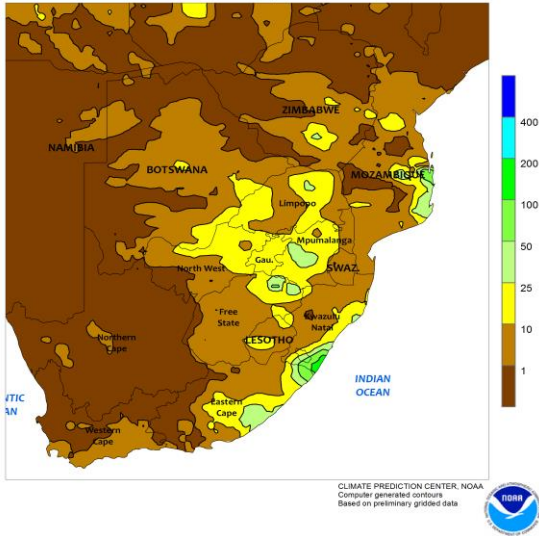 ZIMBABWE
NAMIBIA
BOTSWANA
MOZAMBIQUE
Limpopo
Mpumalanga
Gau.
North West
SWAZ.
Free
State
Kwazulu
Natal
LESOTHO
Northern
Cape
Eastern
Cape
Western
Cape
INDIAN
OCEAN
NTIC
AN
400
200
100
50
25
10
1
CLIMATE PREDICTION CENTER, NOAA
Computer generated contours
Based on preliminary gridded data
NOAA